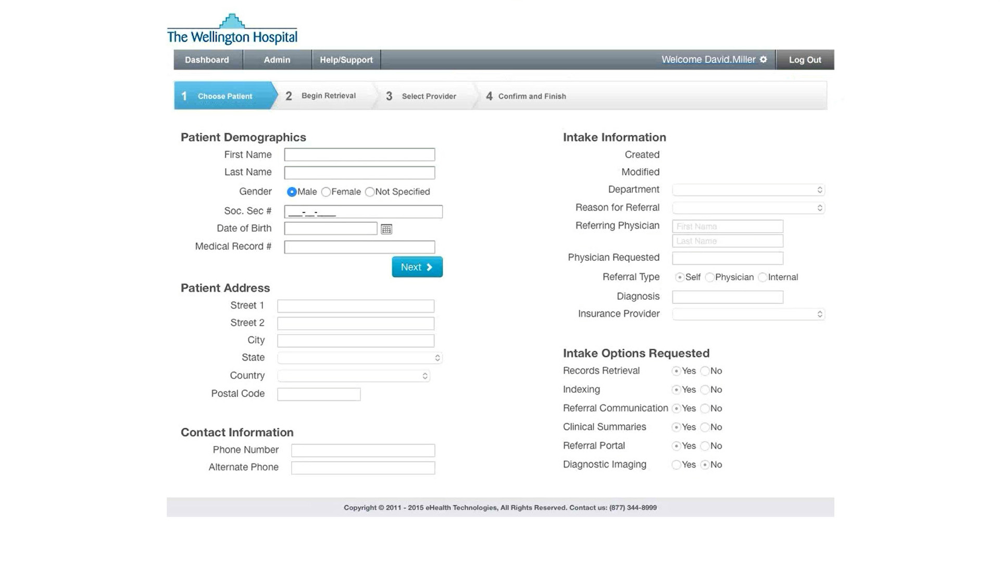 The Wellington Hospital
Dashboard Admin Help/Support Welcome David.Miller Log Out
1 Choose Patient 2 Begin Retrieval 3 Select Provider 4 Confirm and Finish
Patient Demographics
First Name
Last Name
Gender Male Female Not Specified
Soc. Sec # ___-__-____
Date of Birth
Medical Record #
Next
Patient Address
Street 1
Street 2
City
State
Country
Postal Code
Contact Information
Phone Number
Alternate Phone
Intake Information
Created
Modified
Department
Reason for Referral
Referring Physician First Name
Last Name
Physician Requested
Referral Type Self Physician Internal
Diagnosis
Insurance Provider
Intake Options Requested
Records Retrieval Yes No
Indexing Yes No
Referral Communication Yes No
Clinical Summaries Yes No
Referral Portal Yes No
Diagnostic Imaging Yes No
Copyright © 2011 - 2015 eHealth Technologies, All Rights Reserved. Contact us: (877) 344-8999